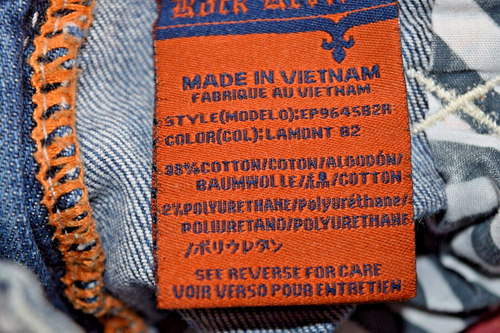 Rock Revival
MADE IN VIETNAM
FABRIQUE AU VIETNAM
STYLE(MODELO):EP9645B2R
COLOR(COL):LAMONT B2
98%COTTON/COTON/ALGODÓN/
BAUMWOLLE/綿/COTTON
2%POLYURETHANE/polyuréthane/
POLIURETANO/POLYURETHANE
/ポリウレタン
SEE REVERSE FOR CARE
VOIR VERSO POUR ENTRETIEN